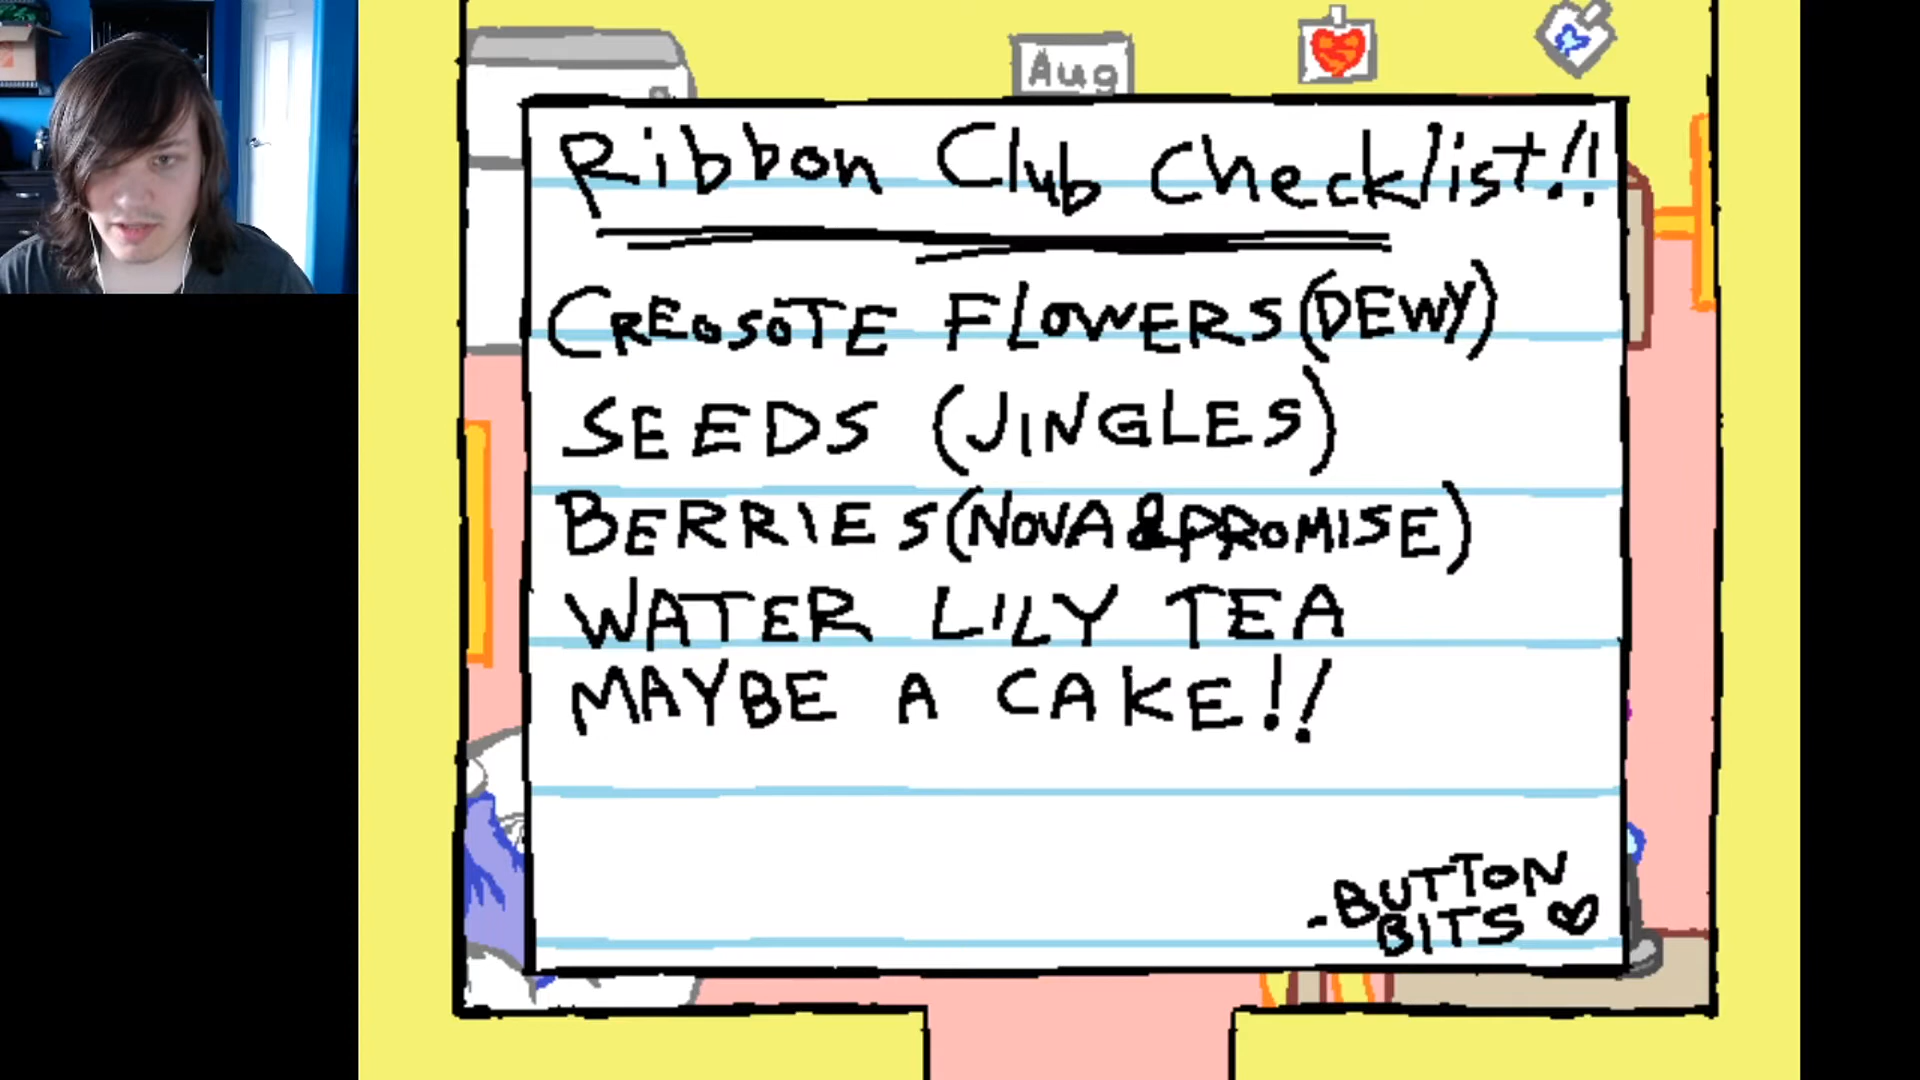 Aug
Ribbon Club Checklist!!
CREOSOTE FLOWERS (DEWY)
SEEDS (JINGLES)
BERRIES (NOVA & PROMISE)
WATER LILY TEA
MAYBE A CAKE!!
-BUTTON
BITS ♡